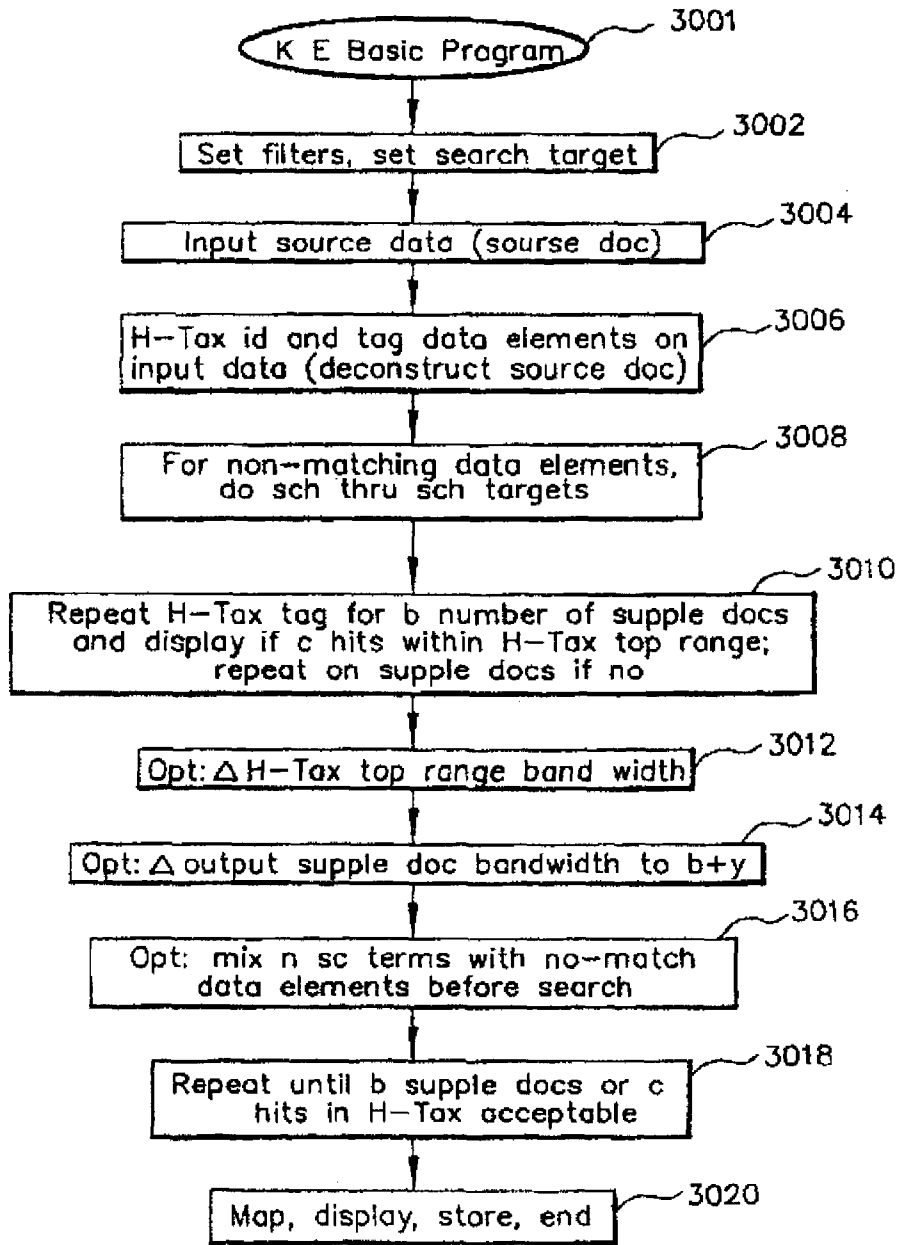 3001
K E Basic Program
3002
Set filters, set search target
3004
Input source data (sourse doc)
3006
H-Tax id and tag data elements on
input data (deconstruct source doc)
3008
For non-matching data elements,
do sch thru sch targets
3010
Repeat H-Tax tag for b number of supple docs
and display if c hits within H-Tax top range;
repeat on supple docs if no
3012
Opt: Δ H-Tax top range band width
3014
Opt: Δ output supple doc bandwidth to b+y
3016
Opt: mix n sc terms with no-match
data elements before search
3018
Repeat until b supple docs or c
hits in H-Tax acceptable
3020
Map, display, store, end